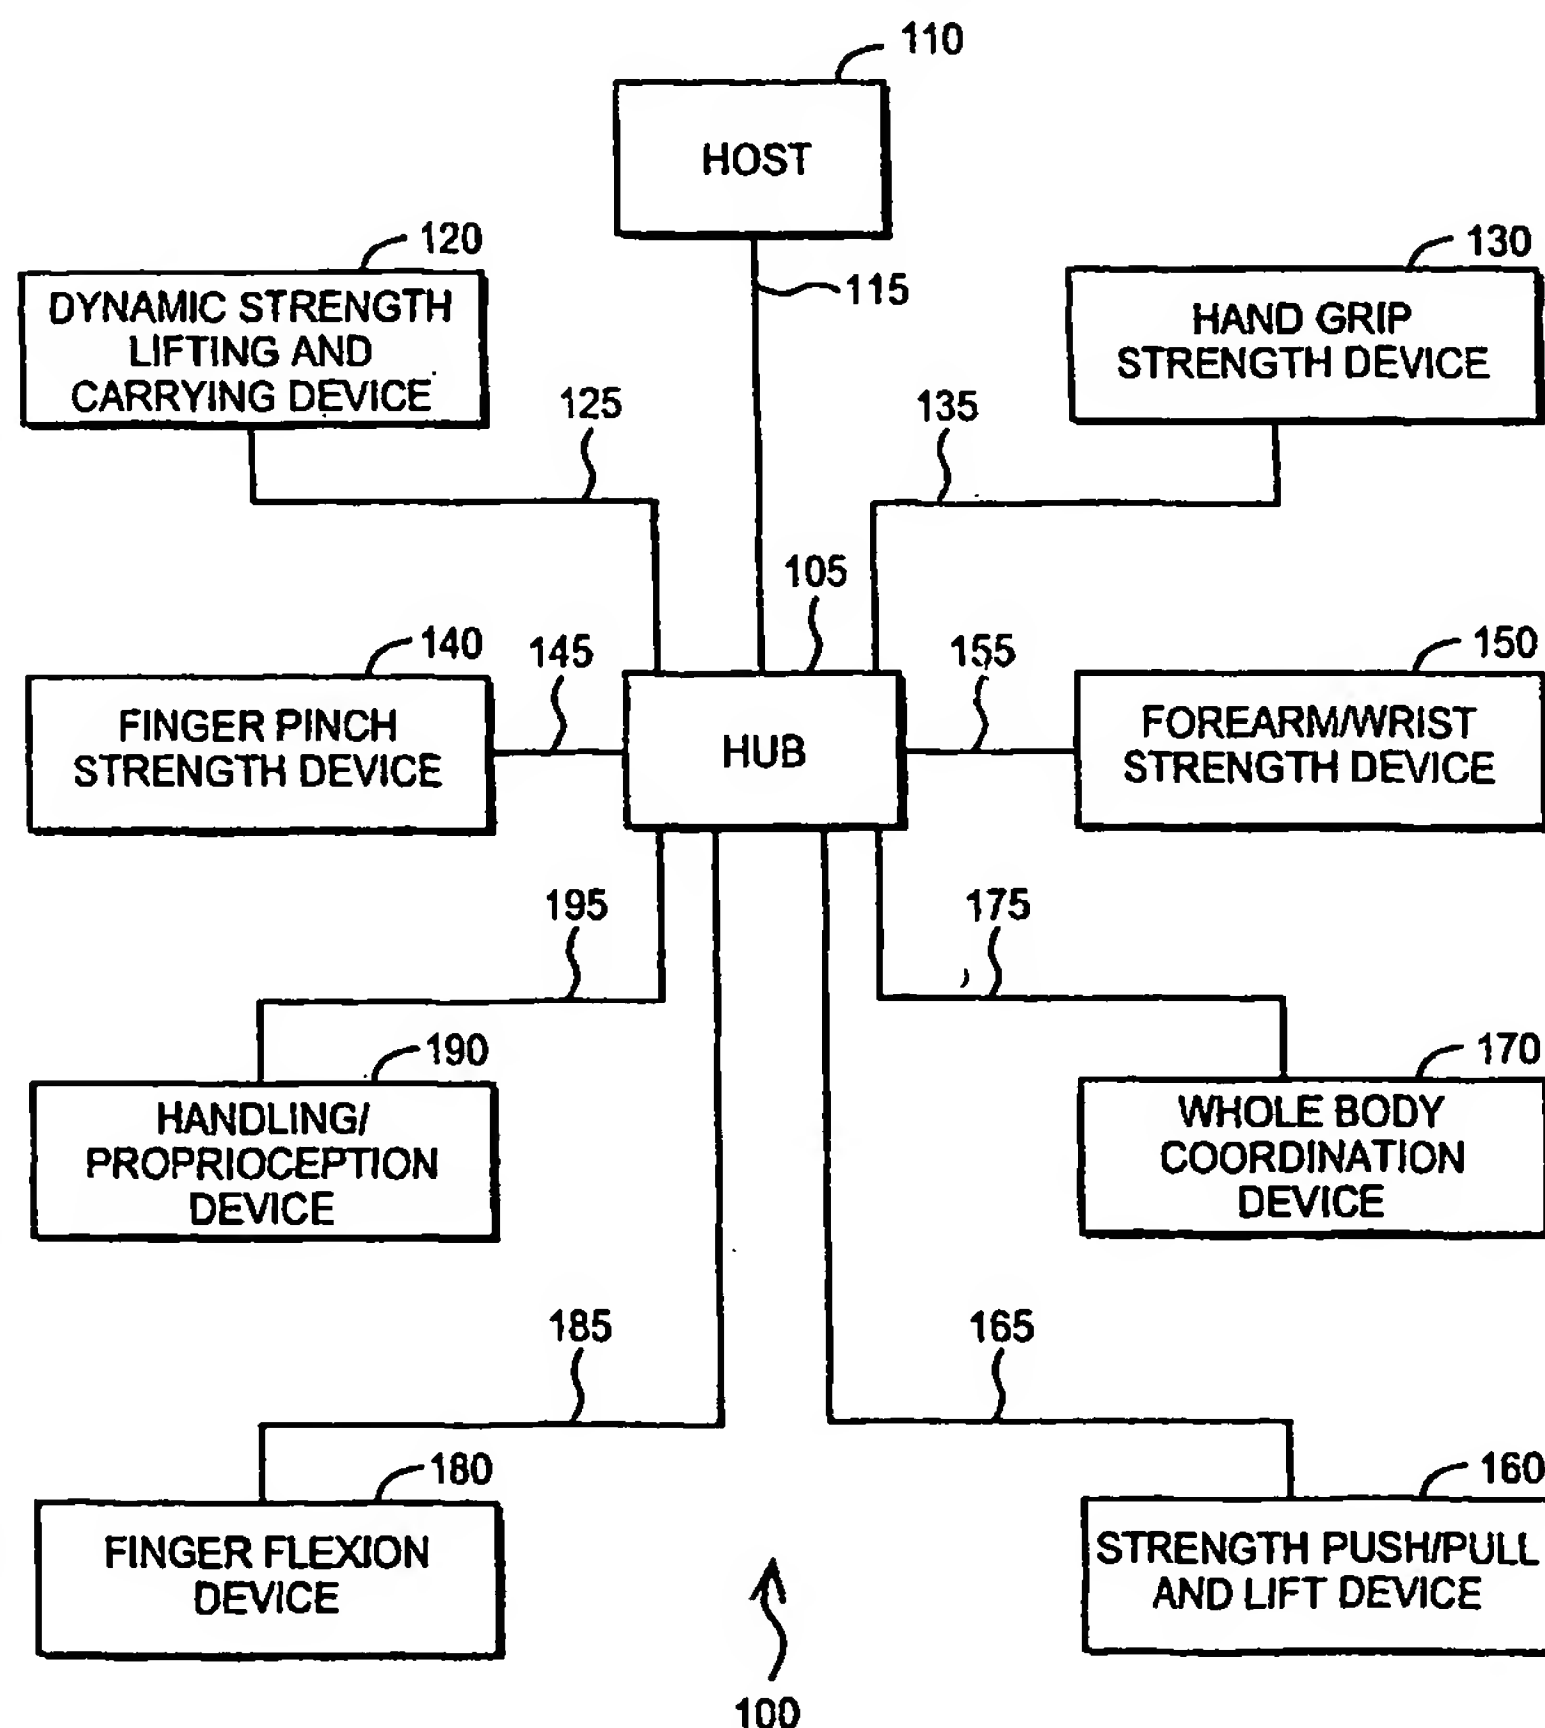 110
HOST
120
130
DYNAMIC STRENGTH
LIFTING AND
CARRYING DEVICE
115
HAND GRIP
STRENGTH DEVICE
125
135
105
140
145
155
150
FINGER PINCH
STRENGTH DEVICE
HUB
FOREARM/WRIST
STRENGTH DEVICE
195
175
190
170
HANDLING/
PROPRIOCEPTION
DEVICE
WHOLE BODY
COORDINATION
DEVICE
185
165
180
160
FINGER FLEXION
DEVICE
STRENGTH PUSH/PULL
AND LIFT DEVICE
100